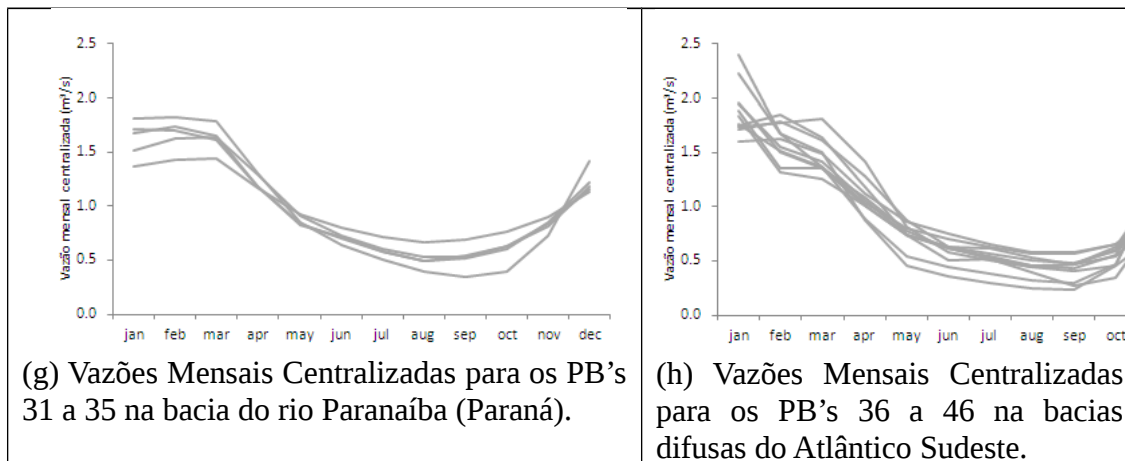 Vazão mensal centralizada (m³/s)
2.5
2.0
1.5
1.0
0.5
0.0
jan feb mar apr may jun jul aug sep oct nov dec
(g) Vazões Mensais Centralizadas para os PB's
31 a 35 na bacia do rio Paranaíba (Paraná).
Vazão mensal centralizada (m³/s)
2.5
2.0
1.5
1.0
0.5
0.0
jan feb mar apr may jun jul aug sep oct
(h) Vazões Mensais Centralizadas
para os PB's 36 a 46 na bacias
difusas do Atlântico Sudeste.